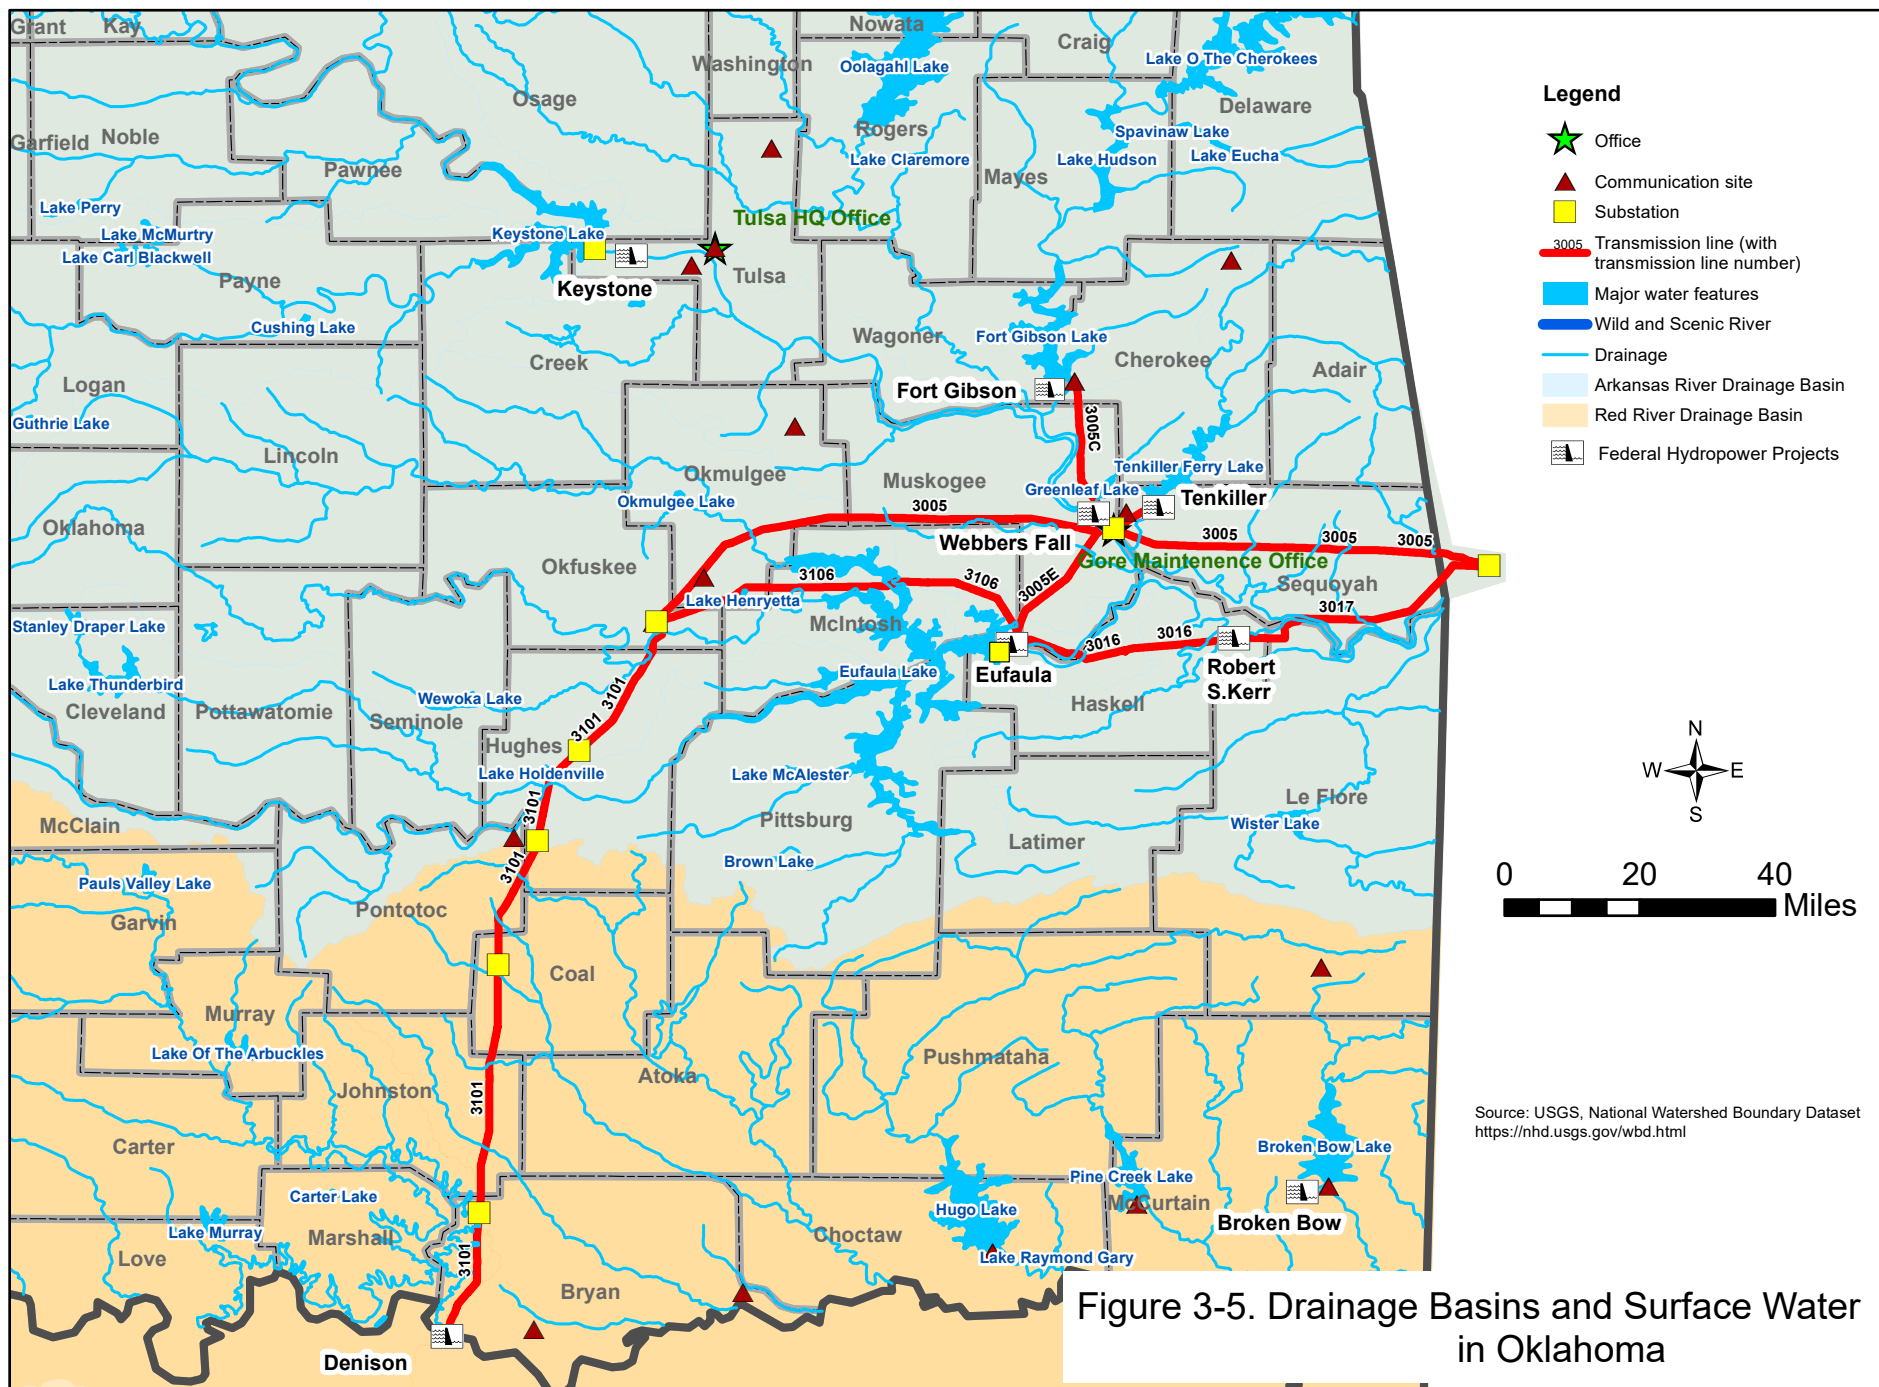 Grant
Kay
Nowata
Craig
Washington
Oolagahl Lake
Lake O The Cherokees
Osage
Delaware
Garfield
Noble
Rogers
Spavinaw Lake
Pawnee
Lake Claremore
Lake Hudson
Lake Eucha
Mayes
Lake Perry
Tulsa HQ Office
Lake McMurtry
Keystone Lake
Lake Carl Blackwell
Payne
Tulsa
Keystone
Cushing Lake
Wagoner
Fort Gibson Lake
Creek
Cherokee
Adair
Logan
Fort Gibson
Guthrie Lake
3005C
Lincoln
Okmulgee
Tenkiller Ferry Lake
Muskogee
Greenleaf Lake
Okmulgee Lake
3005
Tenkiller
Oklahoma
Webbers Fall
3005
3005
3005
Gore Maintenence Office
Okfuskee
3106
3106
3005E
Sequoyah
Lake Henryetta
3017
Stanley Draper Lake
McIntosh
3016
3016
Robert
S.Kerr
Eufaula Lake
Eufaula
Lake Thunderbird
Wewoka Lake
3101
Cleveland
Pottawatomie
Seminole
Haskell
3101
Hughes
Lake Holdenville
Lake McAlester
Le Flore
3101
McClain
Pittsburg
Wister Lake
Latimer
3101
Brown Lake
Pauls Valley Lake
Garvin
Pontotoc
Coal
Murray
Lake Of The Arbuckles
Pushmataha
Johnston
Atoka
3101
Carter
Broken Bow Lake
Pine Creek Lake
Carter Lake
McCurtain
Hugo Lake
Broken Bow
Lake Murray
Marshall
Choctaw
Love
3101
Lake Raymond Gary
Bryan
Denison
Legend
Office
Communication site
Substation
3005
Transmission line (with
transmission line number)
Major water features
Wild and Scenic River
Drainage
Arkansas River Drainage Basin
Red River Drainage Basin
Federal Hydropower Projects
N
W
E
S
0 20 40
Miles
Source: USGS, National Watershed Boundary Dataset
https://nhd.usgs.gov/wbd.html
Figure 3-5. Drainage Basins and Surface Water
in Oklahoma